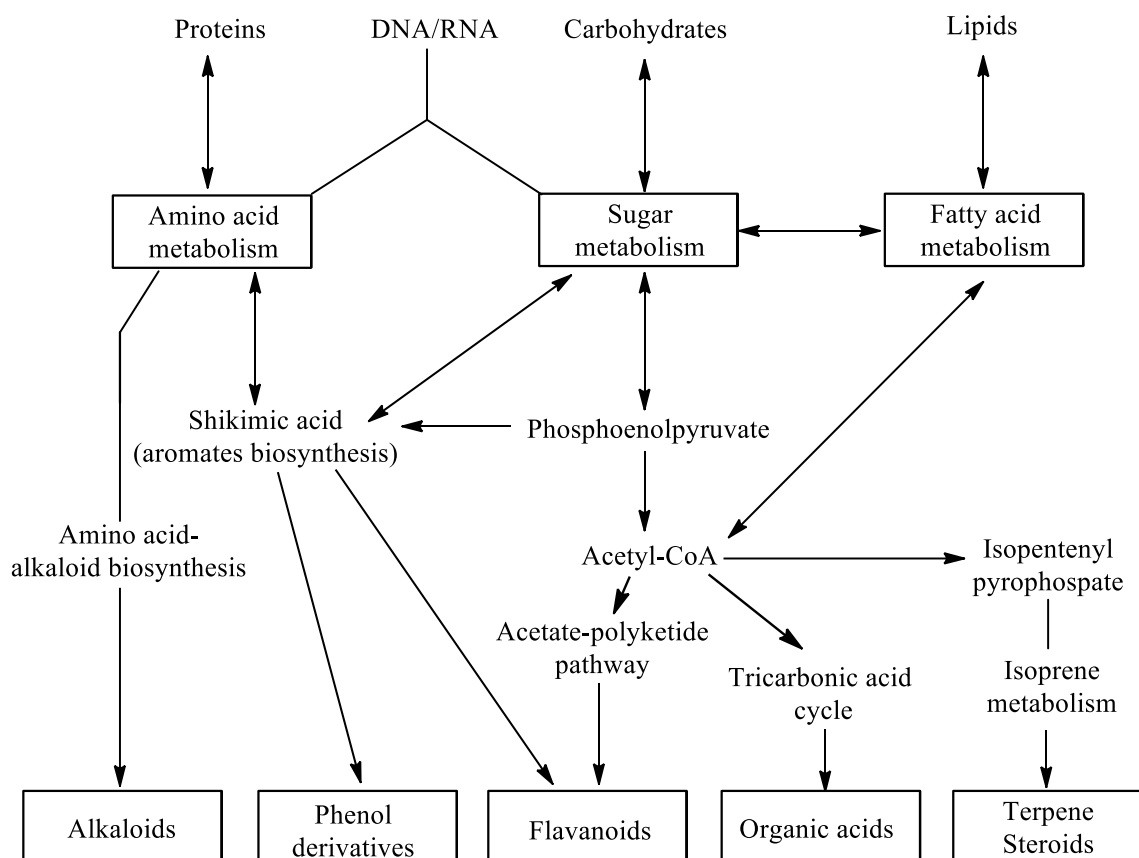 Proteins
DNA/RNA
Carbohydrates
Lipids
Amino acid
metabolism
Sugar
metabolism
Fatty acid
metabolism
Shikimic acid
(aromates biosynthesis)
Phosphoenolpyruvate
Amino acid-
alkaloid biosynthesis
Acetyl-CoA
Isopentenyl
pyrophospate
Acetate-polyketide
pathway
Tricarbonic acid
cycle
Isoprene
metabolism
Alkaloids
Phenol
derivatives
Flavanoids
Organic acids
Terpene
Steroids